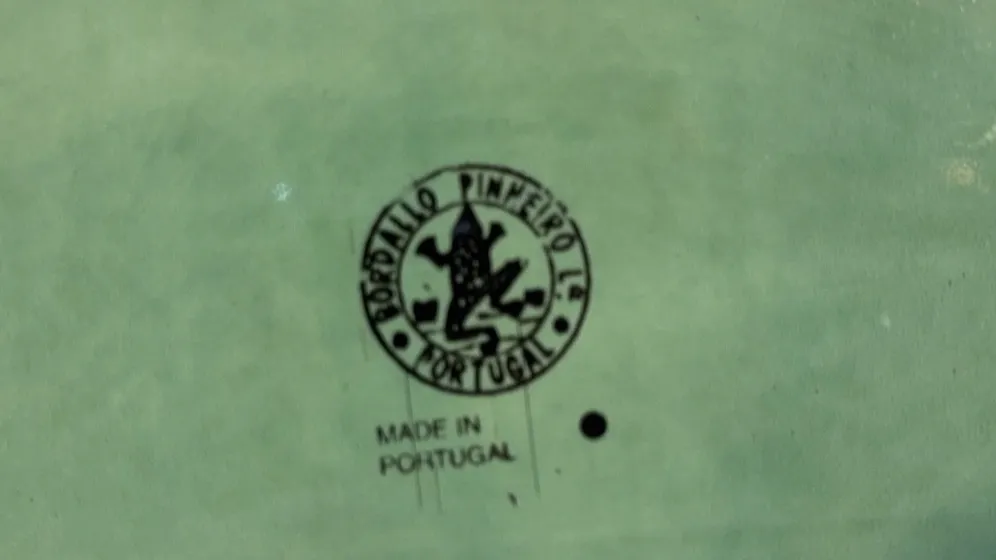 BORDALLO PINHEIRO Lª.
PORTUGAL
MADE IN
PORTUGAL